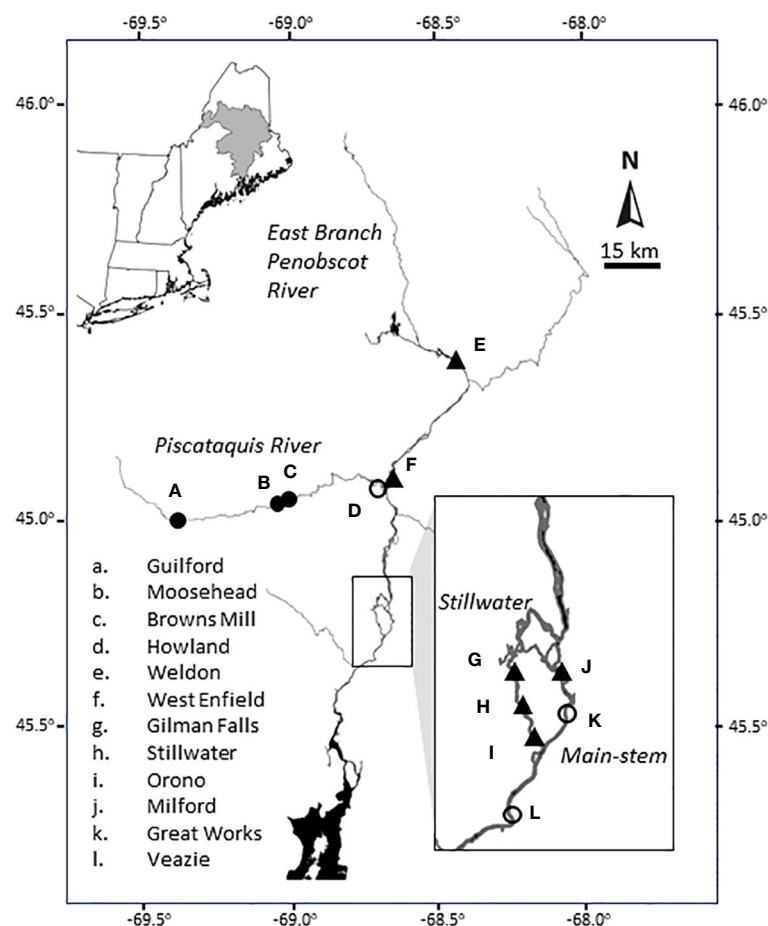 -69.5° -69.0° -68.5° -68.0°
46.0° 46.0°
N
15 km
East Branch
Penobscot
River
45.5° 45.5°
E
Piscataquis River
F
A B C
D
45.0° 45.0°
a. Guilford
b. Moosehead
c. Browns Mill
d. Howland
e. Weldon
f. West Enfield
g. Gilman Falls
h. Stillwater
i. Orono
j. Milford
k. Great Works
l. Veazie
Stillwater
G J
H K
I Main-stem
L
45.5° 45.5°
-69.5° -69.0° -68.5° -68.0°